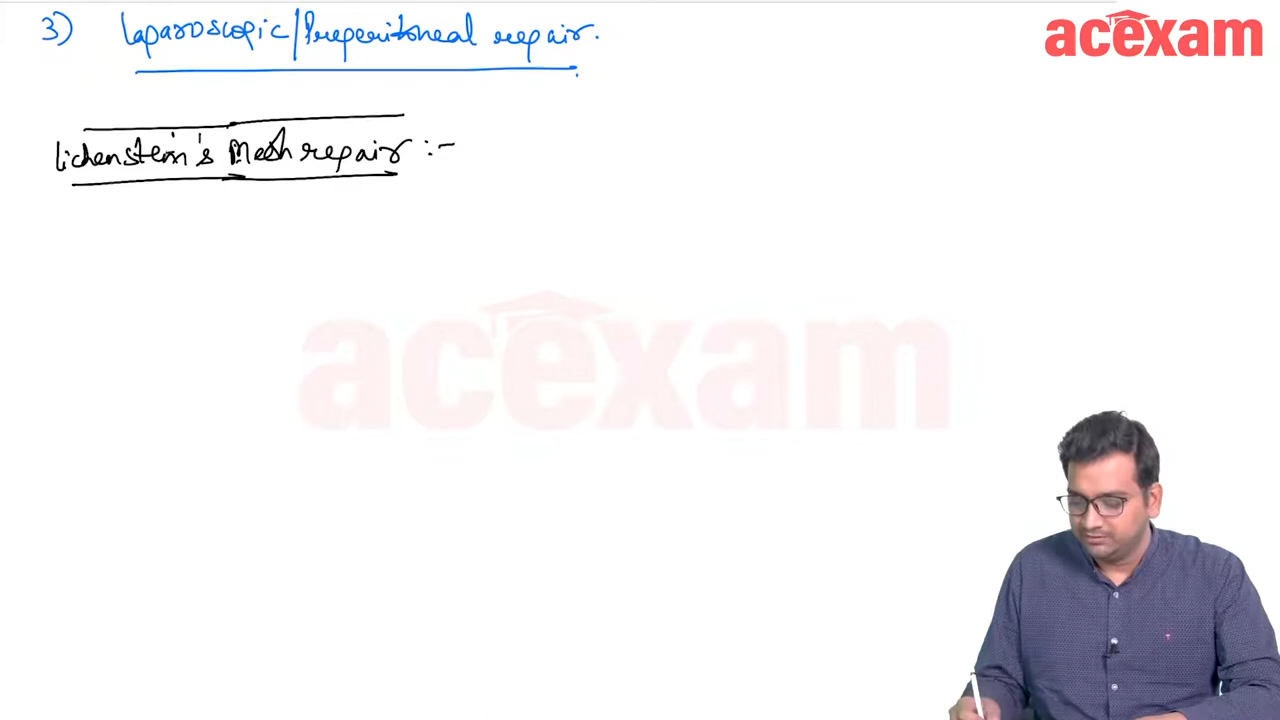 3) Laparoscopic/Preperitoneal repair.
acexam
Lichenstein's Mesh repair :-
acexam